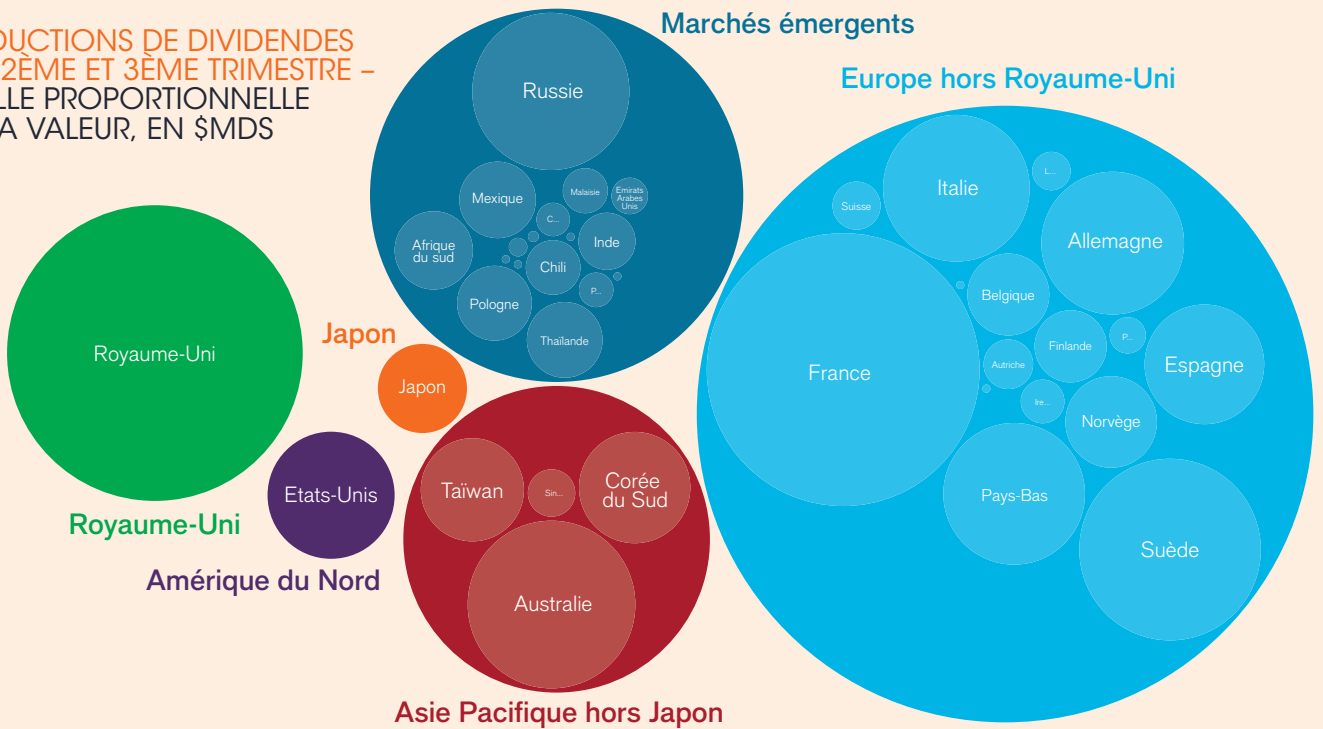 DUCTIONS DE DIVIDENDES
2ÈME ET 3ÈME TRIMESTRE –
LLE PROPORTIONNELLE
A VALEUR, EN $MDS
Marchés émergents
Russie
Mexique
Malaisie
Emirats
Arabes
Unis
C...
Afrique
du sud
Inde
Chili
P...
Pologne
Thaïlande
Europe hors Royaume-Uni
Italie
L...
Suisse
Allemagne
Belgique
France
Finlande
P...
Autriche
Espagne
Ire...
Norvège
Pays-Bas
Suède
Royaume-Uni
Royaume-Uni
Japon
Japon
Etats-Unis
Amérique du Nord
Taïwan
Sin...
Corée
du Sud
Australie
Asie Pacifique hors Japon